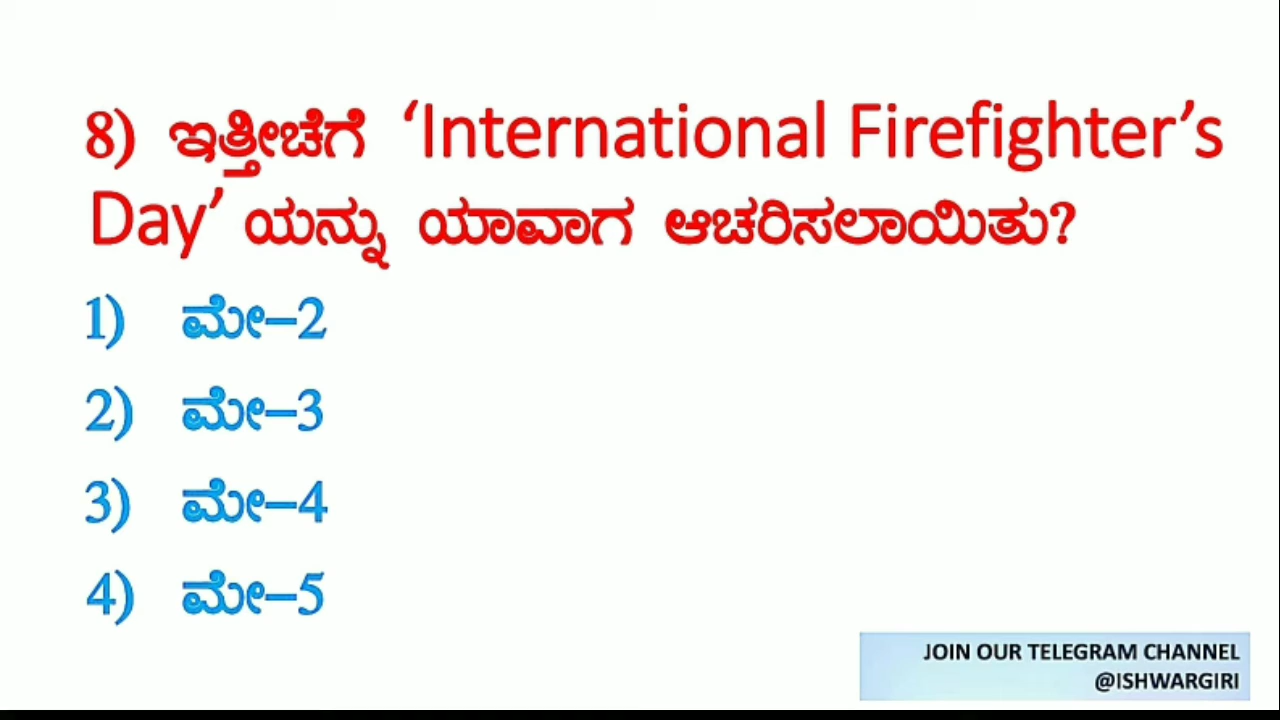 8) ಇತ್ತೀಚೆಗೆ ‘International Firefighter’s
Day’ ಯನ್ನು ಯಾವಾಗ ಆಚರಿಸಲಾಯಿತು?
1) ಮೇ–2
2) ಮೇ–3
3) ಮೇ–4
4) ಮೇ–5
JOIN OUR TELEGRAM CHANNEL
@ISHWARGIRI